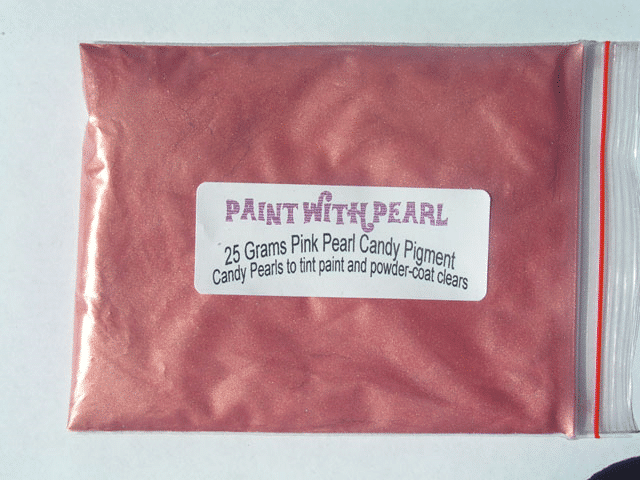 PAINT WITH PEARL
25 Grams Pink Pearl Candy Pigment
Candy Pearls to tint paint and powder-coat clears